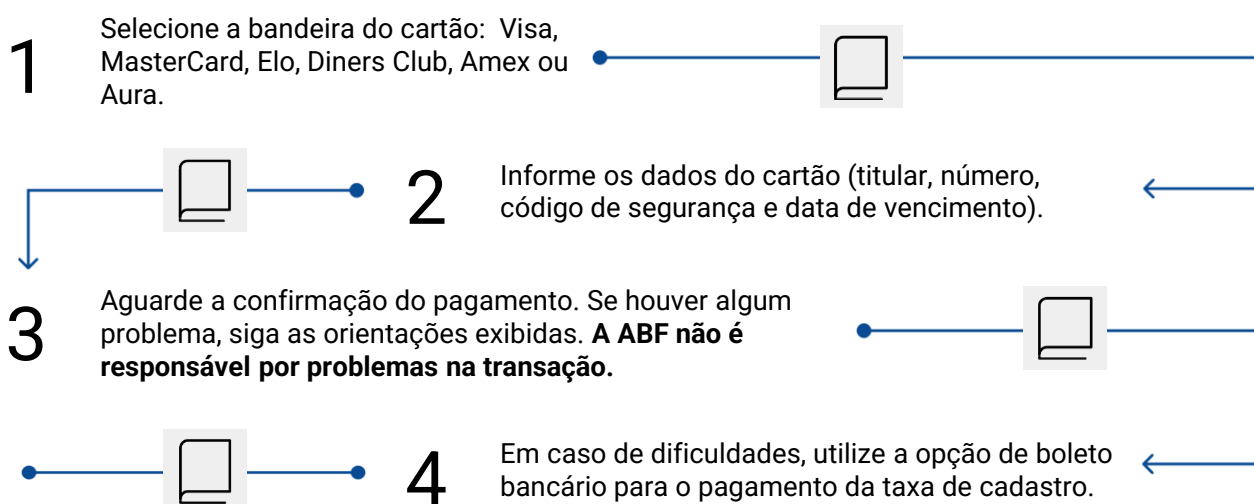 1
Selecione a bandeira do cartão: Visa,
MasterCard, Elo, Diners Club, Amex ou
Aura.
2
Informe os dados do cartão (titular, número,
código de segurança e data de vencimento).
3
Aguarde a confirmação do pagamento. Se houver algum
problema, siga as orientações exibidas. A ABF não é
responsável por problemas na transação.
4
Em caso de dificuldades, utilize a opção de boleto
bancário para o pagamento da taxa de cadastro.